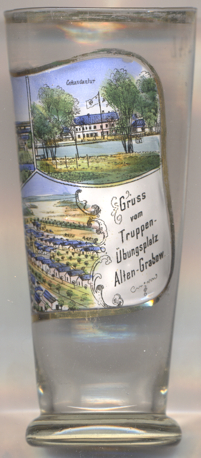 Gruss
vom
Truppen-
Übungsplatz
Alten-Grabow